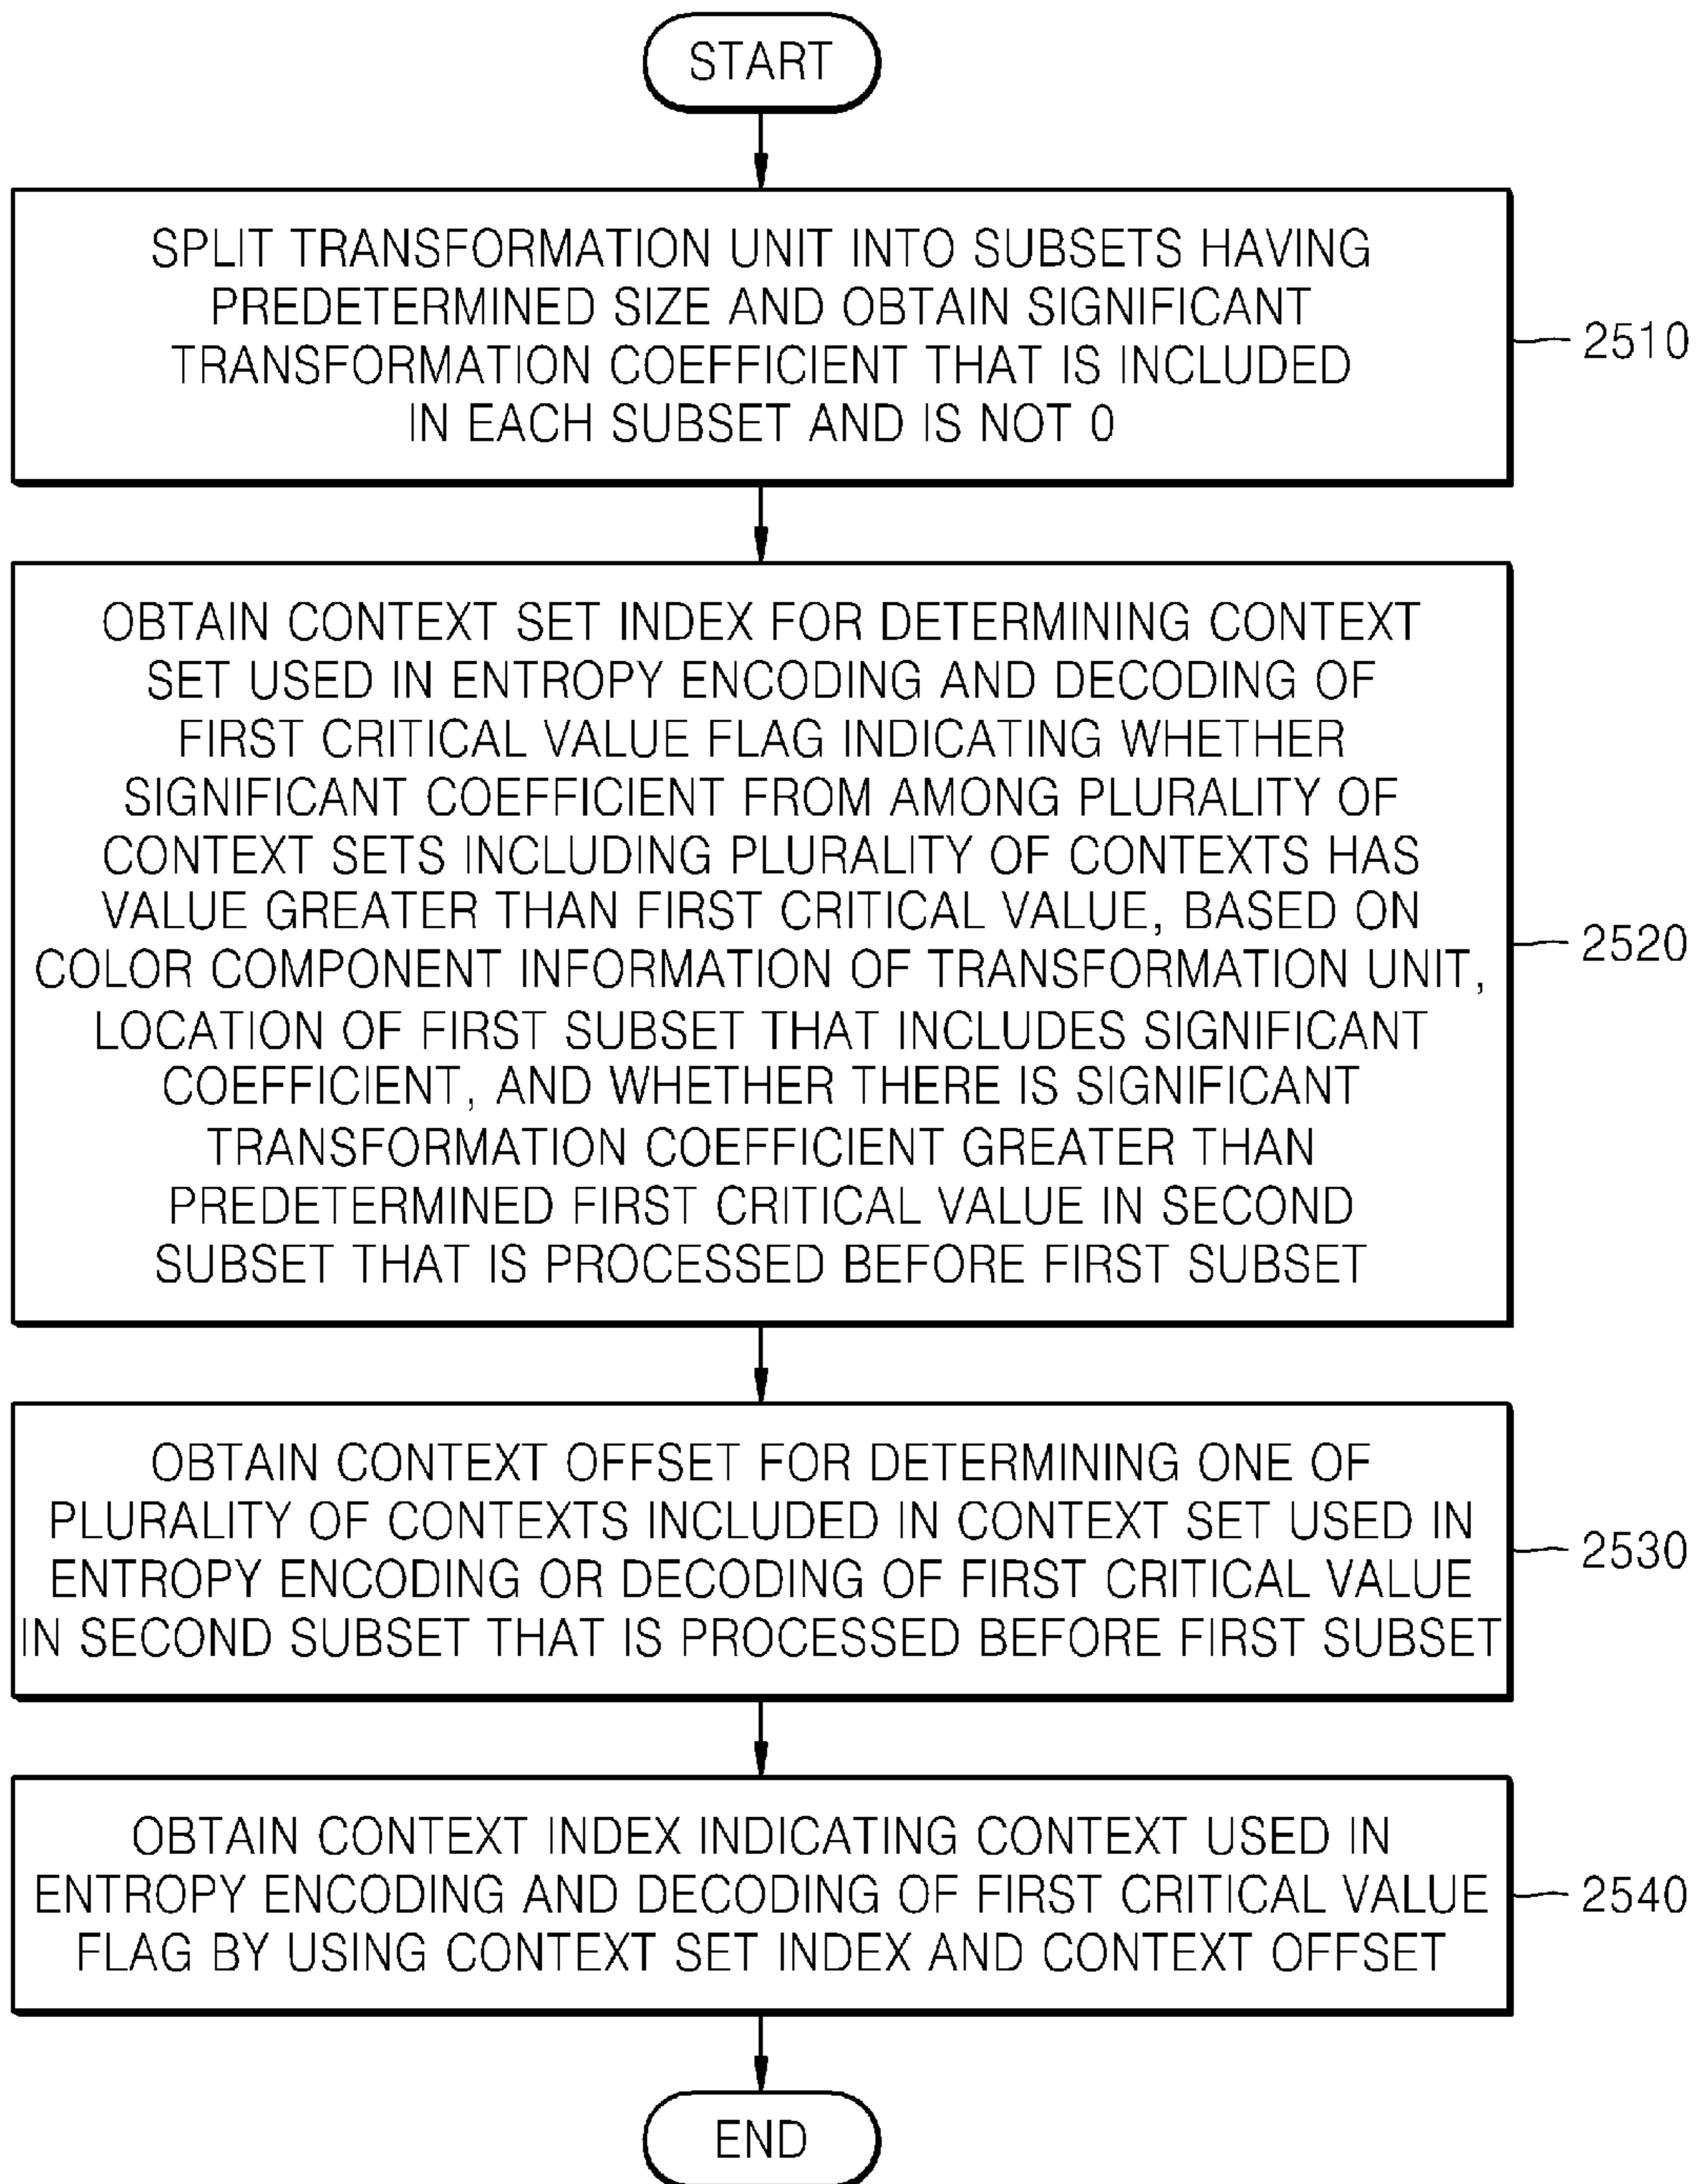 START
SPLIT TRANSFORMATION UNIT INTO SUBSETS HAVING
PREDETERMINED SIZE AND OBTAIN SIGNIFICANT
TRANSFORMATION COEFFICIENT THAT IS INCLUDED
IN EACH SUBSET AND IS NOT 0
2510
OBTAIN CONTEXT SET INDEX FOR DETERMINING CONTEXT
SET USED IN ENTROPY ENCODING AND DECODING OF
FIRST CRITICAL VALUE FLAG INDICATING WHETHER
SIGNIFICANT COEFFICIENT FROM AMONG PLURALITY OF
CONTEXT SETS INCLUDING PLURALITY OF CONTEXTS HAS
VALUE GREATER THAN FIRST CRITICAL VALUE, BASED ON
COLOR COMPONENT INFORMATION OF TRANSFORMATION UNIT,
LOCATION OF FIRST SUBSET THAT INCLUDES SIGNIFICANT
COEFFICIENT, AND WHETHER THERE IS SIGNIFICANT
TRANSFORMATION COEFFICIENT GREATER THAN
PREDETERMINED FIRST CRITICAL VALUE IN SECOND
SUBSET THAT IS PROCESSED BEFORE FIRST SUBSET
2520
OBTAIN CONTEXT OFFSET FOR DETERMINING ONE OF
PLURALITY OF CONTEXTS INCLUDED IN CONTEXT SET USED IN
ENTROPY ENCODING OR DECODING OF FIRST CRITICAL VALUE
IN SECOND SUBSET THAT IS PROCESSED BEFORE FIRST SUBSET
2530
OBTAIN CONTEXT INDEX INDICATING CONTEXT USED IN
ENTROPY ENCODING AND DECODING OF FIRST CRITICAL VALUE
FLAG BY USING CONTEXT SET INDEX AND CONTEXT OFFSET
2540
END